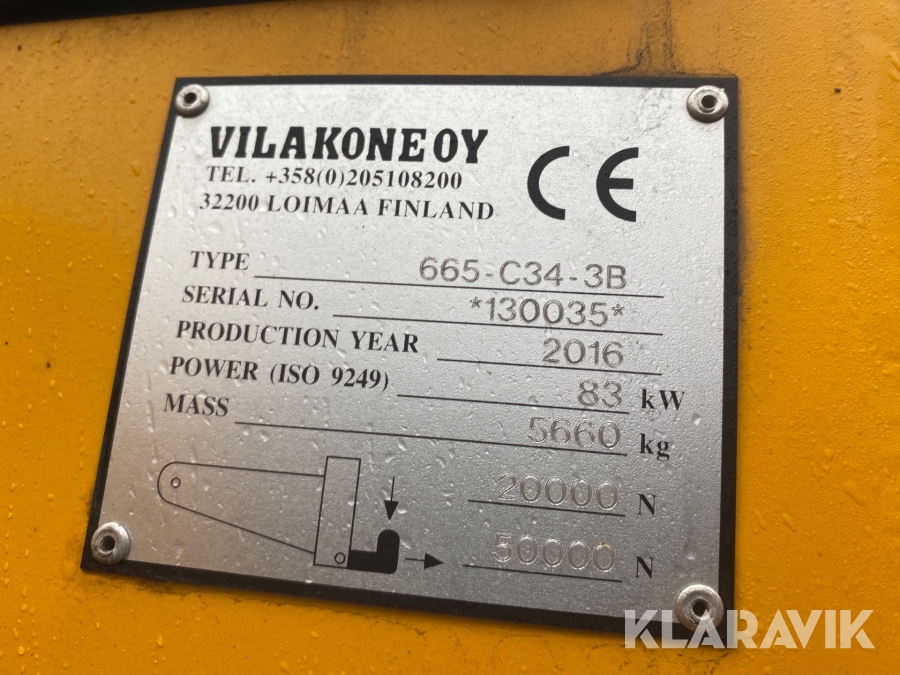 VILAKONE OY
TEL. +358(0)205108200
32200 LOIMAA FINLAND
CE
TYPE 665-C34-3B
SERIAL NO. *130035*
PRODUCTION YEAR 2016
POWER (ISO 9249) 83 kW
MASS 5660 kg
20000 N
50000 N
KLARAVIK